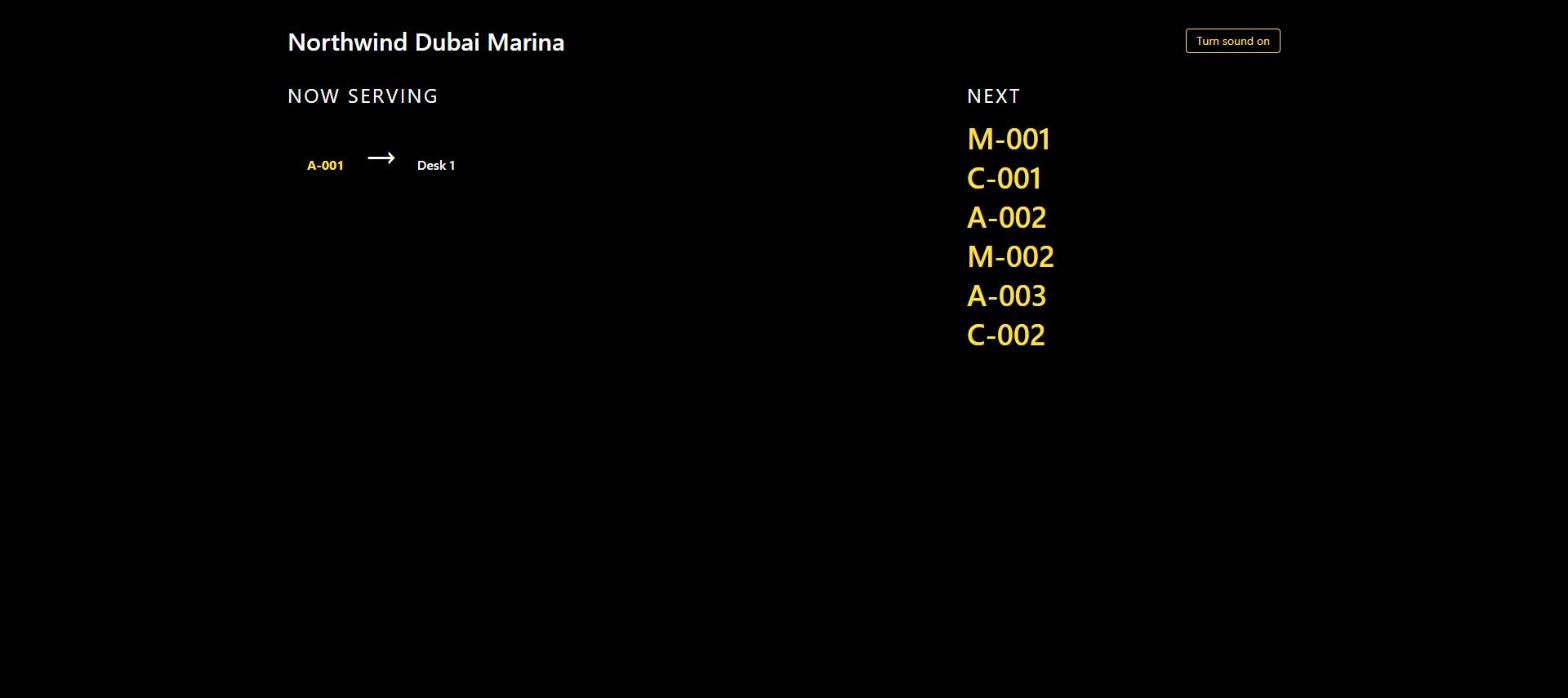 Northwind Dubai Marina
Turn sound on
NOW SERVING
A-001 → Desk 1
NEXT
M-001
C-001
A-002
M-002
A-003
C-002